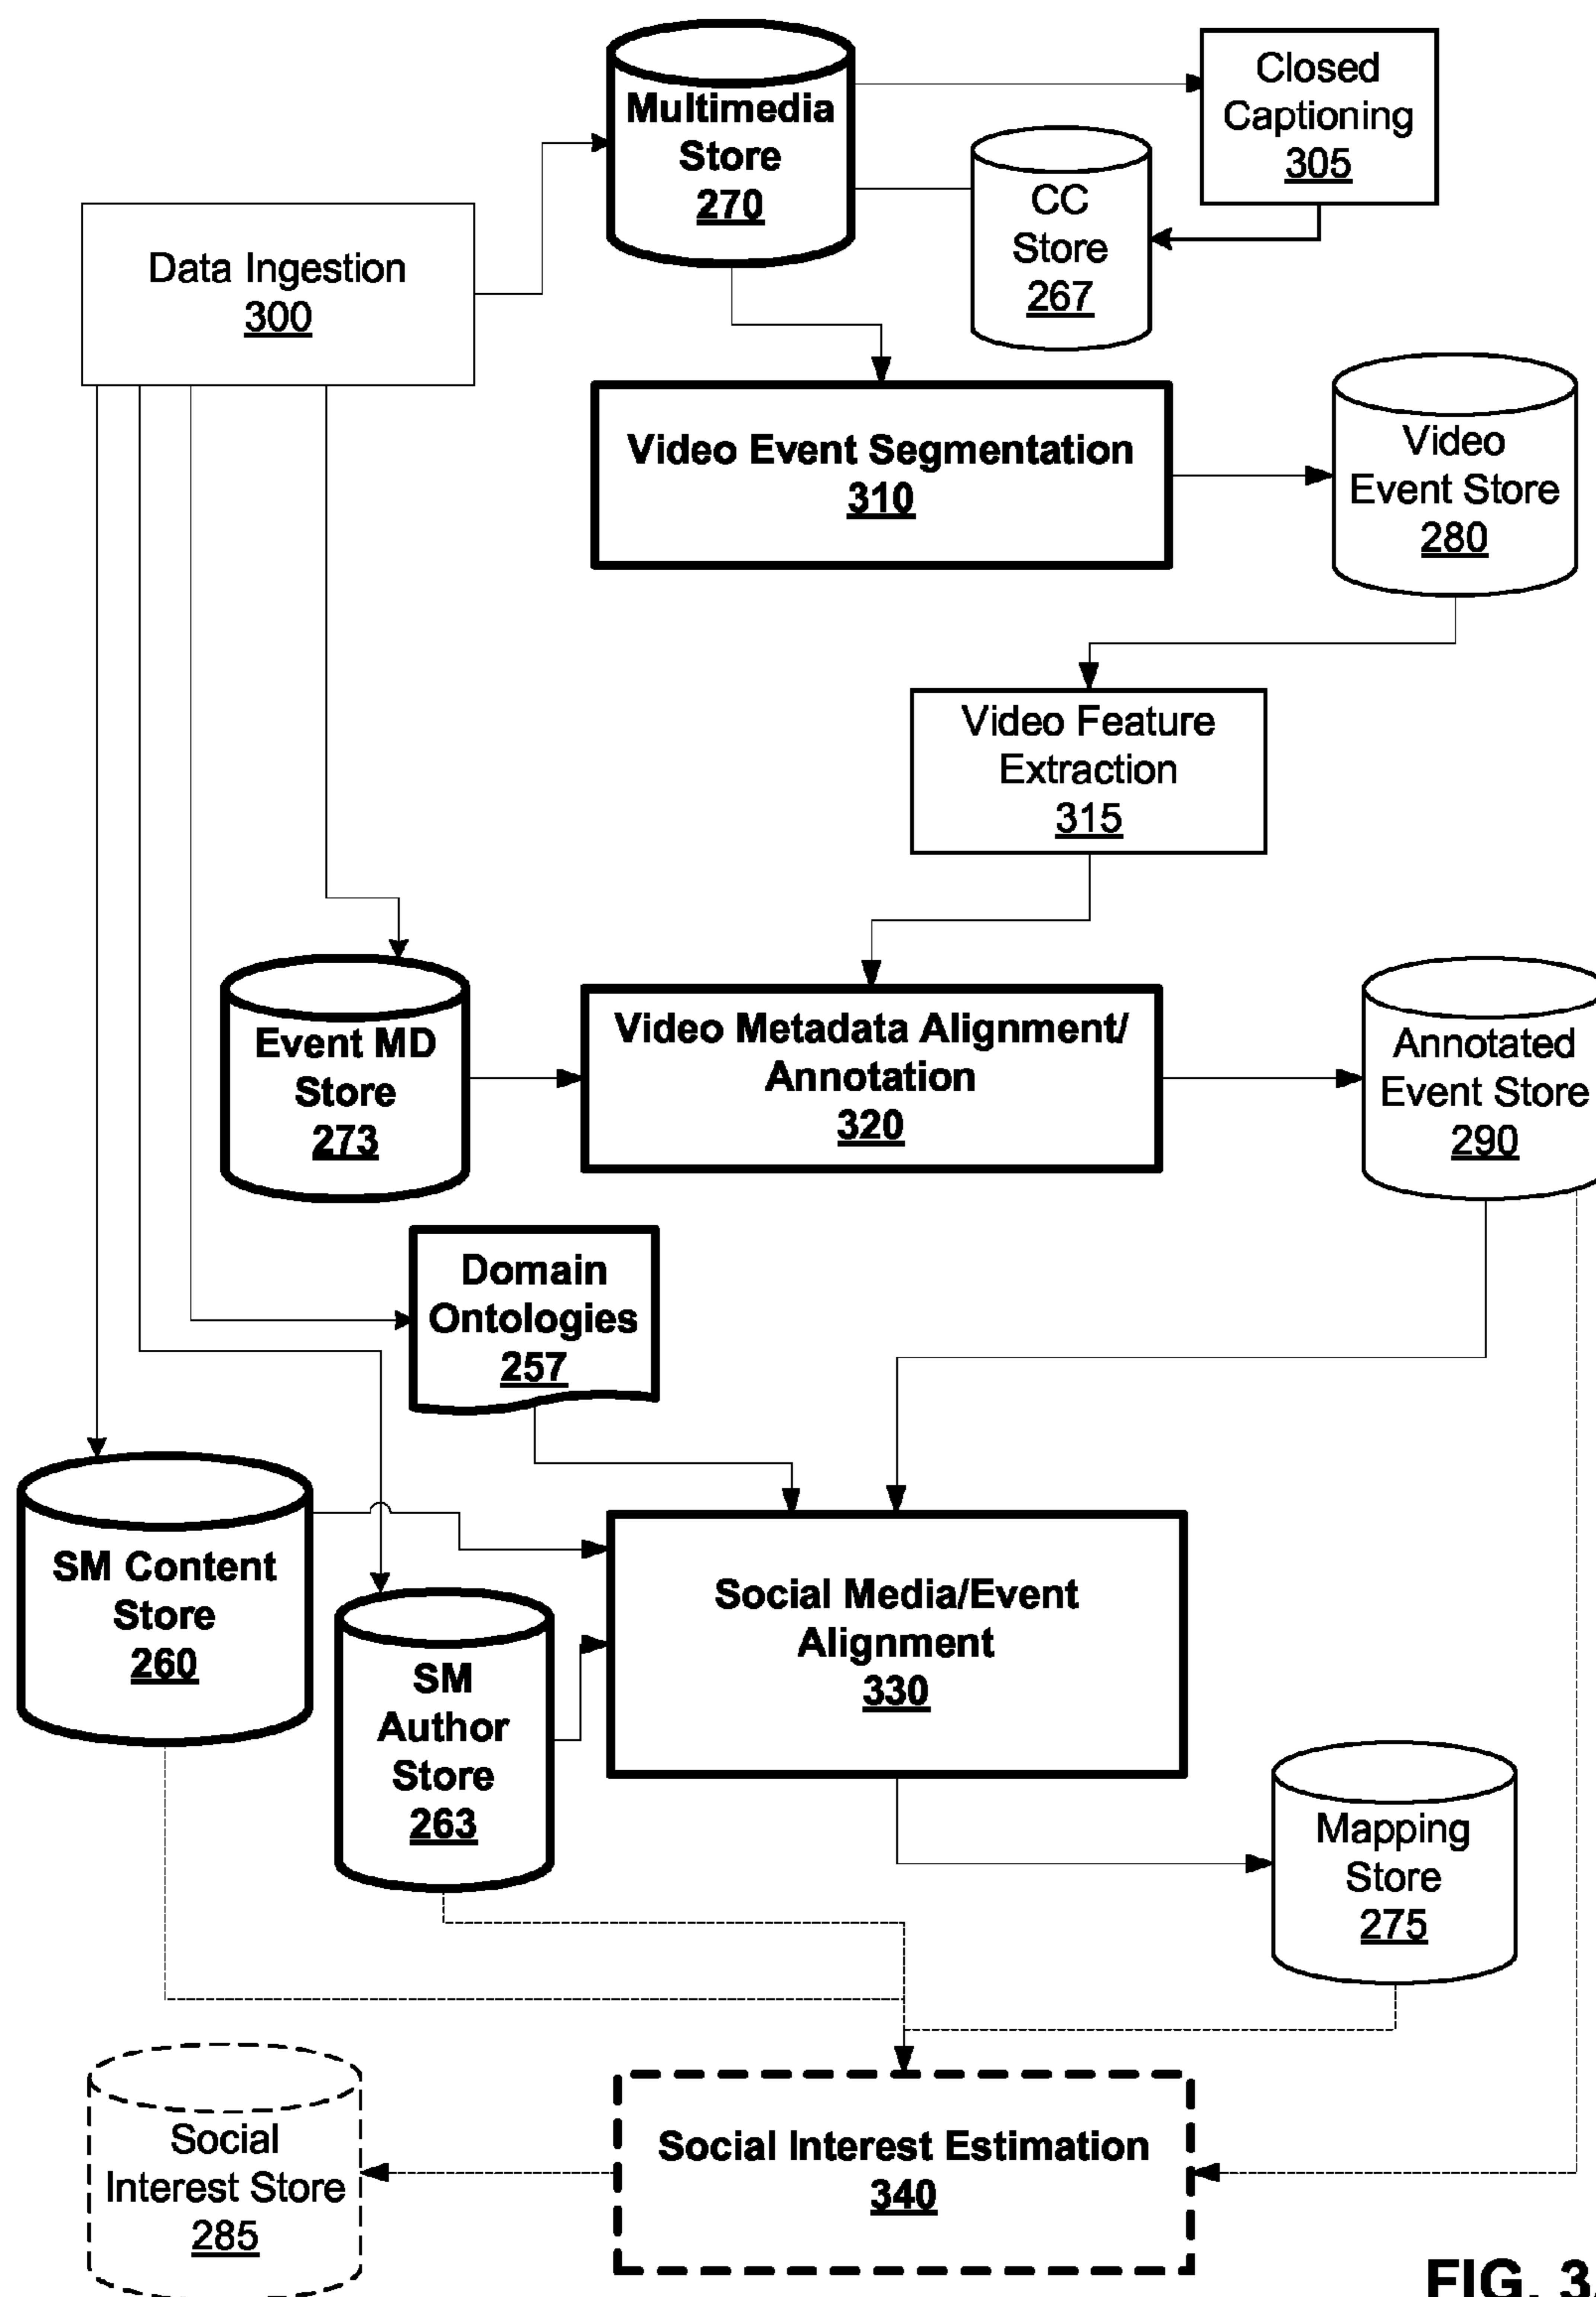 Multimedia
Store
270
Closed
Captioning
305
CC
Store
267
Data Ingestion
300
Video Event Segmentation
310
Video
Event Store
280
Video Feature
Extraction
315
Event MD
Store
273
Video Metadata Alignment/
Annotation
320
Annotated
Event Store
290
Domain
Ontologies
257
SM Content
Store
260
SM
Author
Store
263
Social Media/Event
Alignment
330
Mapping
Store
275
Social
Interest Store
285
Social Interest Estimation
340
FIG.